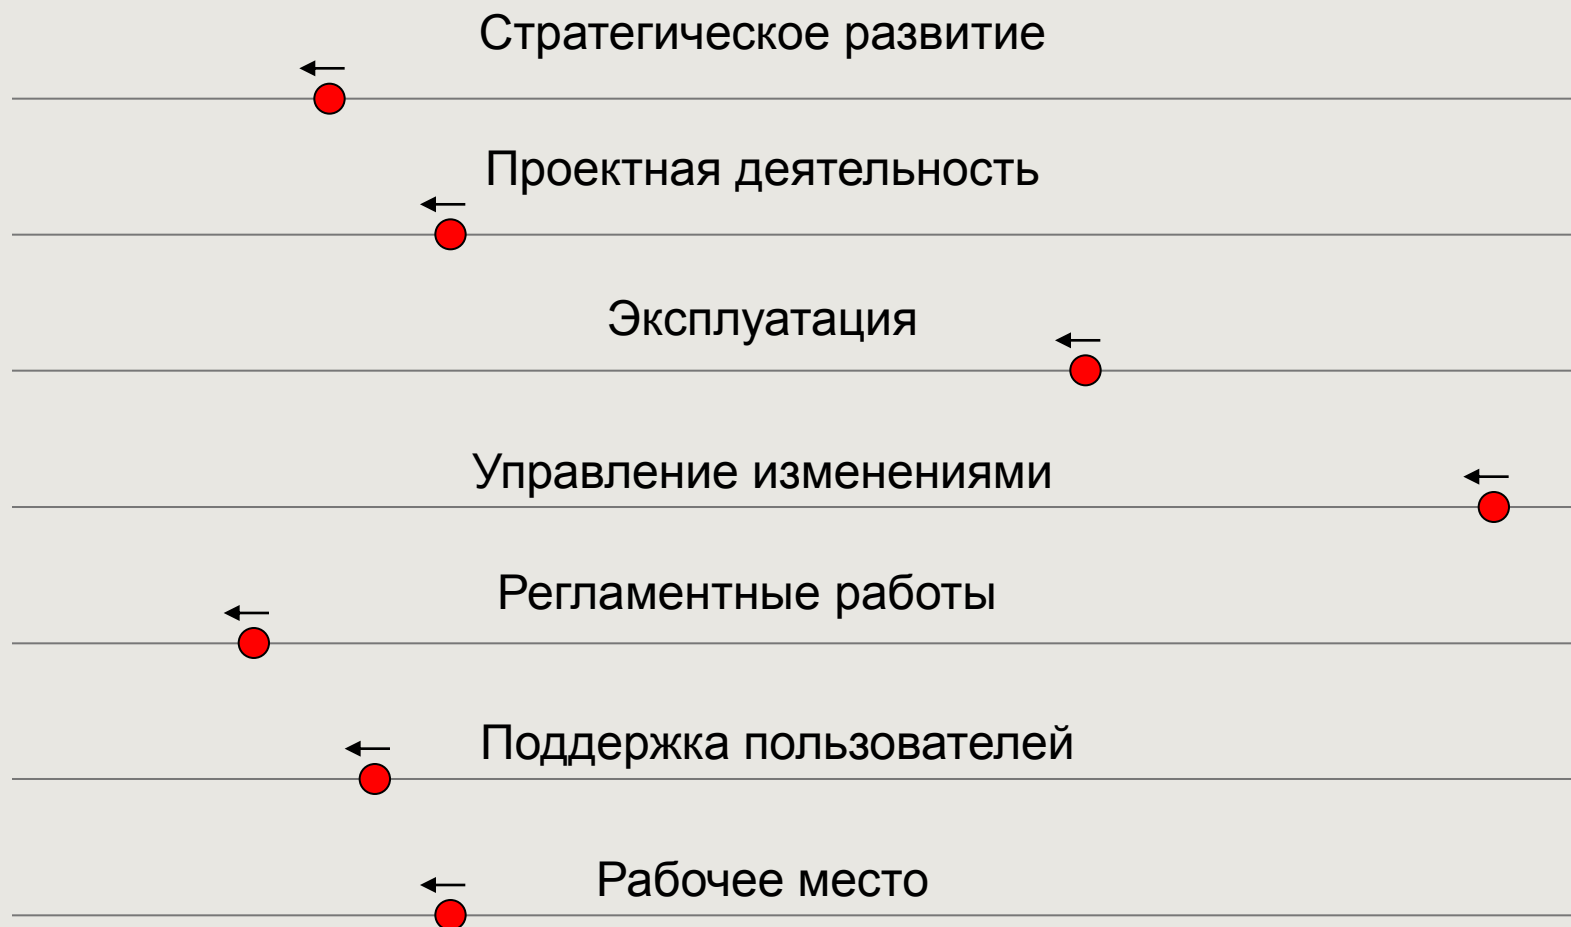 Стратегическое развитие
Проектная деятельность
Эксплуатация
Управление изменениями
Регламентные работы
Поддержка пользователей
Рабочее место